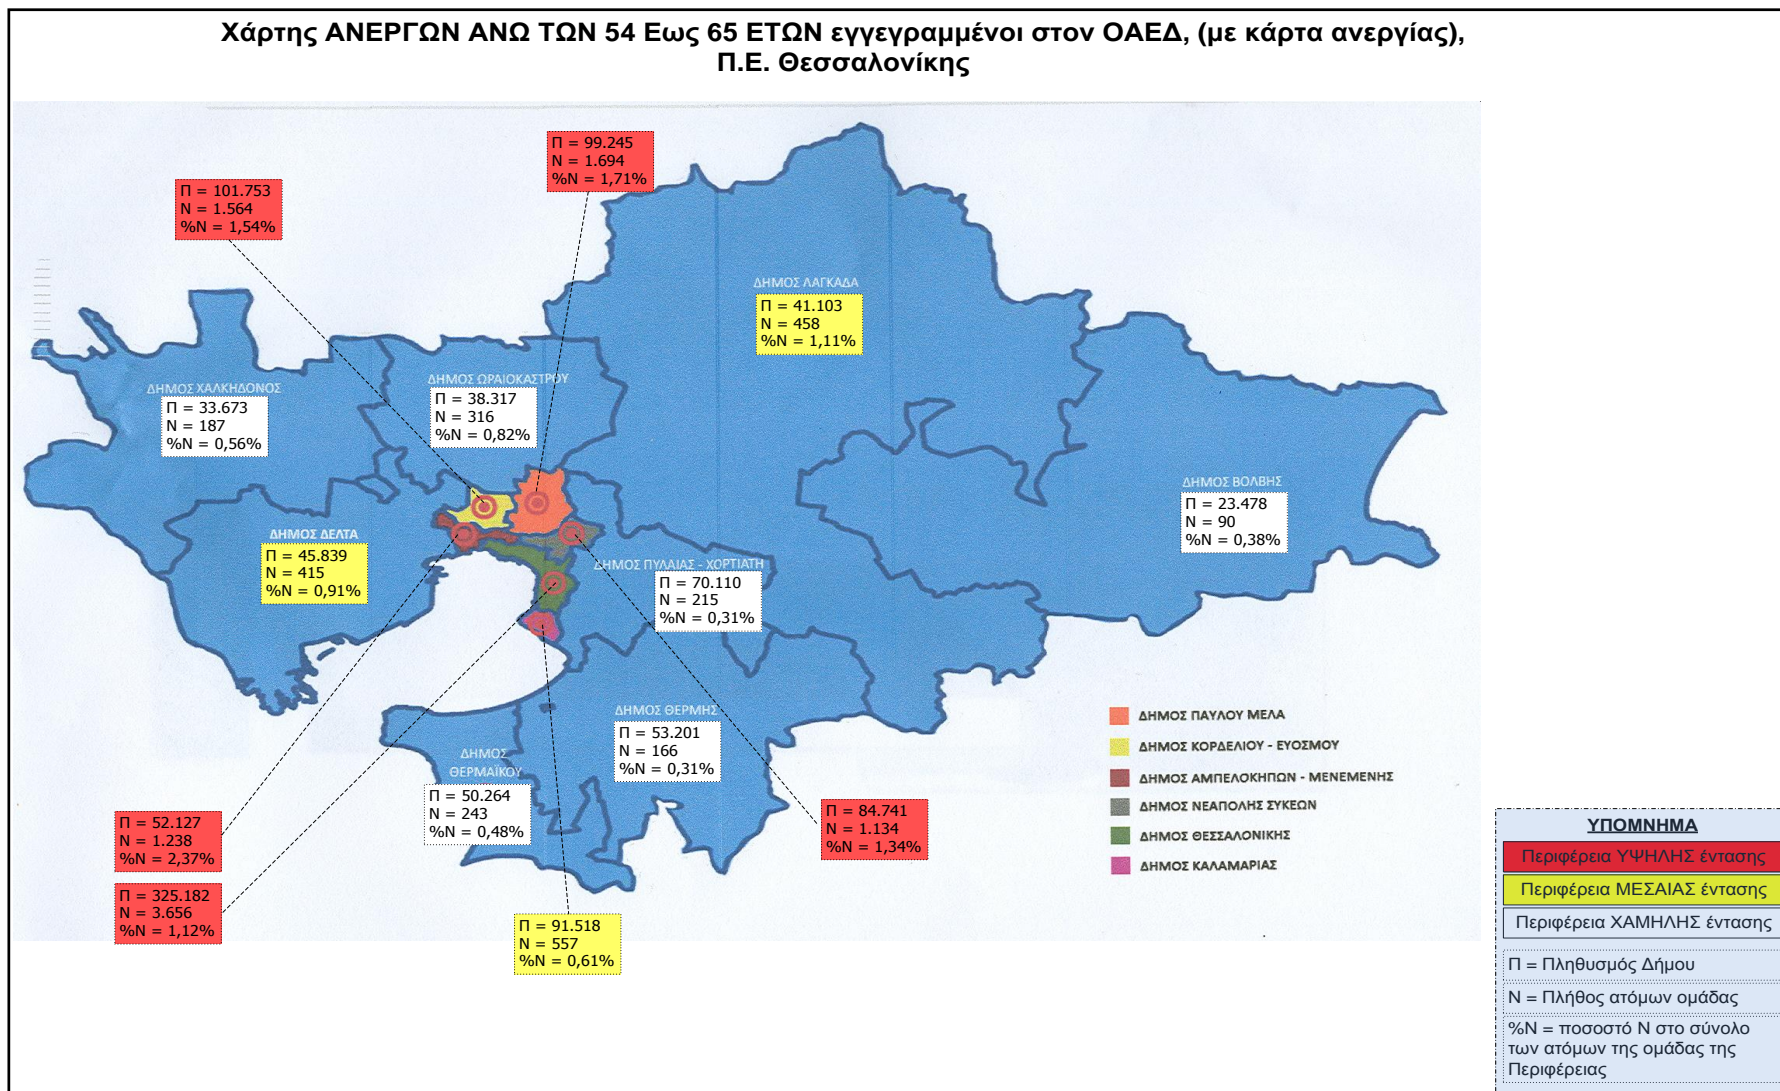 Χάρτης ΑΝΕΡΓΩΝ ΑΝΩ ΤΩΝ 54 Εως 65 ΕΤΩΝ εγγεγραμμένοι στον ΟΑΕΔ, (με κάρτα ανεργίας),
Π.Ε. Θεσσαλονίκης
Π = 99.245
Ν = 1.694
%Ν = 1,71%
Π = 101.753
Ν = 1.564
%Ν = 1,54%
ΔΗΜΟΣ ΛΑΓΚΑΔΑ
Π = 41.103
Ν = 458
%Ν = 1,11%
ΔΗΜΟΣ ΧΑΛΚΗΔΟΝΟΣ
Π = 33.673
Ν = 187
%Ν = 0,56%
ΔΗΜΟΣ ΩΡΑΙΟΚΑΣΤΡΟΥ
Π = 38.317
Ν = 316
%Ν = 0,82%
ΔΗΜΟΣ ΒΟΛΒΗΣ
Π = 23.478
Ν = 90
%Ν = 0,38%
ΔΗΜΟΣ ΔΕΛΤΑ
Π = 45.839
Ν = 415
%Ν = 0,91%
ΔΗΜΟΣ ΠΥΛΑΙΑΣ - ΧΟΡΤΙΑΤΗ
Π = 70.110
Ν = 215
%Ν = 0,31%
ΔΗΜΟΣ ΘΕΡΜΗΣ
Π = 53.201
Ν = 166
%Ν = 0,31%
ΔΗΜΟΣ
ΘΕΡΜΑΪΚΟΥ
Π = 50.264
Ν = 243
%Ν = 0,48%
Π = 52.127
Ν = 1.238
%Ν = 2,37%
Π = 84.741
Ν = 1.134
%Ν = 1,34%
Π = 325.182
Ν = 3.656
%Ν = 1,12%
Π = 91.518
Ν = 557
%Ν = 0,61%
ΔΗΜΟΣ ΠΑΥΛΟΥ ΜΕΛΑ
ΔΗΜΟΣ ΚΟΡΔΕΛΙΟΥ - ΕΥΟΣΜΟΥ
ΔΗΜΟΣ ΑΜΠΕΛΟΚΗΠΩΝ - ΜΕΝΕΜΕΝΗΣ
ΔΗΜΟΣ ΝΕΑΠΟΛΗΣ ΣΥΚΕΩΝ
ΔΗΜΟΣ ΘΕΣΣΑΛΟΝΙΚΗΣ
ΔΗΜΟΣ ΚΑΛΑΜΑΡΙΑΣ
ΥΠΟΜΝΗΜΑ
Περιφέρεια ΥΨΗΛΗΣ έντασης
Περιφέρεια ΜΕΣΑΙΑΣ έντασης
Περιφέρεια ΧΑΜΗΛΗΣ έντασης
Π = Πληθυσμός Δήμου
Ν = Πλήθος ατόμων ομάδας
%Ν = ποσοστό Ν στο σύνολο
των ατόμων της ομάδας της
Περιφέρειας